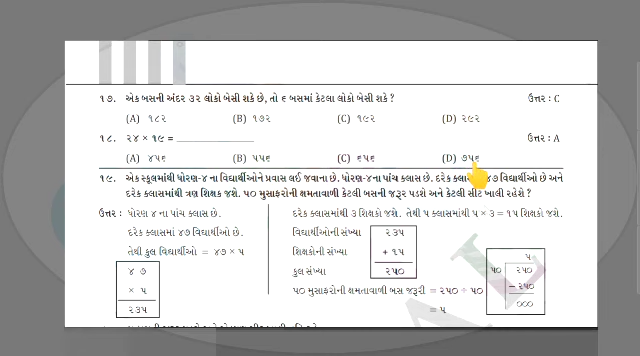 ૧૭. એક બસની અંદર ૩૨ લોકો બેસી શકે છે, તો ૬ બસમાં કેટલા લોકો બેસી શકે ? ઉત્તર : C
(A) ૧૮૨ (B) ૧૭૨ (C) ૧૯૨ (D) ૨૯૨
૧૮. ૨૪ × ૧૯ = ઉત્તર : A
(A) ૪૫૬ (B) ૫૫૬ (C) ૬૫૬ (D) ૭૫૬
૧૯. એક સ્કૂલમાંથી ધોરણ-૪ ના વિદ્યાર્થીઓને પ્રવાસ લઈ જવાના છે. ધોરણ-૪ના પાંચ ક્લાસ છે. દરેક ૪૭ વિદ્યાર્થીઓ છે અને
દરેક ક્લાસમાંથી ત્રણ શિક્ષક જશે. ૫૦ મુસાફરોની ક્ષમતાવાળી કેટલી બસની જરૂર પડશે અને કેટલી સીટ ખાલી રહેશે ?
ઉત્તર : ધોરણ ૪ ના પાંચ ક્લાસ છે.
દરેક ક્લાસમાં ૪૭ વિદ્યાર્થીઓ છે.
તેથી કુલ વિદ્યાર્થીઓ = ૪૭ × ૫
૪ ૭
× ૫
૨૩૫
દરેક ક્લાસમાંથી 3 શિક્ષકો જશે. તેથી ૫ ક્લાસમાંથી ૫ × 3 = ૧૫ શિક્ષકો જશે.
વિદ્યાર્થીઓની સંખ્યા ૨૩૫
શિક્ષકોની સંખ્યા + ૧૫
કુલ સંખ્યા ૨૫૦
૫૦ મુસાફરોની ક્ષમતાવાળી બસ જરૂરી = ૨૫૦ ÷ ૫૦
= ૫
૫
૫૦ ૨૫૦
– ૨૫૦
૦૦૦